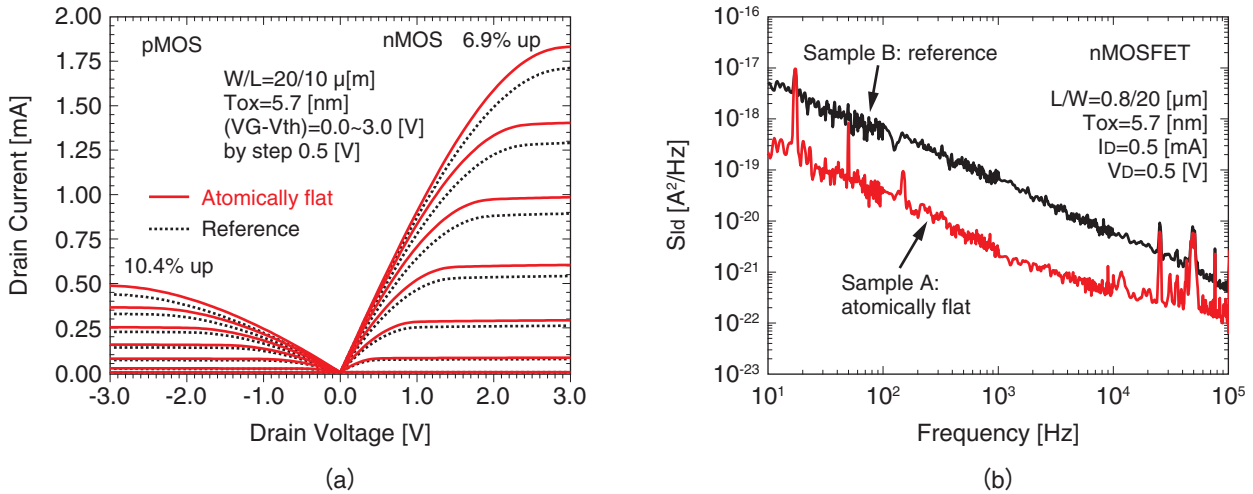 pMOS
nMOS 6.9% up
W/L=20/10 μ[m]
Tox=5.7 [nm]
(VG-Vth)=0.0~3.0 [V]
by step 0.5 [V]
Atomically flat
Reference
10.4% up
Drain Current [mA]
2.00
1.75
1.50
1.25
1.00
0.75
0.50
0.25
0.00
-3.0 -2.0 -1.0 0.0 1.0 2.0 3.0
Drain Voltage [V]
(a)
Sample B: reference
nMOSFET
L/W=0.8/20 [μm]
Tox=5.7 [nm]
ID=0.5 [mA]
VD=0.5 [V]
Sample A:
atomically flat
SId [A²/Hz]
10⁻¹⁶
10⁻¹⁷
10⁻¹⁸
10⁻¹⁹
10⁻²⁰
10⁻²¹
10⁻²²
10⁻²³
10¹ 10² 10³ 10⁴ 10⁵
Frequency [Hz]
(b)